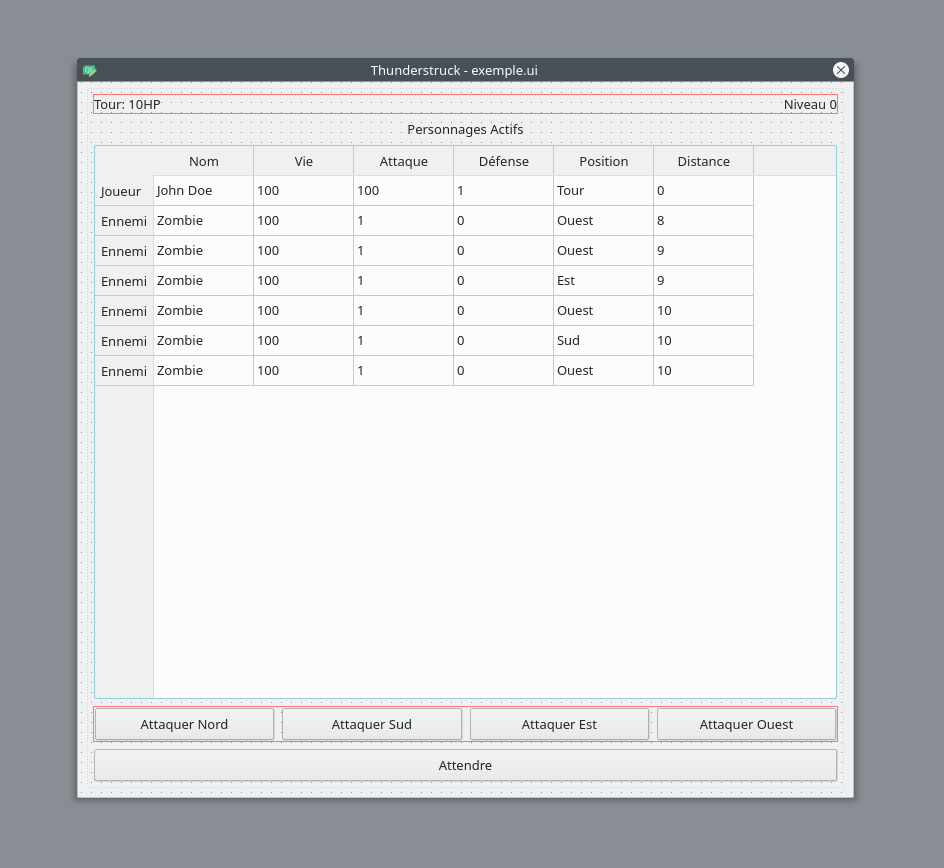 Thunderstruck - exemple.ui
Tour: 10HP Niveau 0
Personnages Actifs
Nom Vie Attaque Défense Position Distance
Joueur John Doe 100 100 1 Tour 0
Ennemi Zombie 100 1 0 Ouest 8
Ennemi Zombie 100 1 0 Ouest 9
Ennemi Zombie 100 1 0 Est 9
Ennemi Zombie 100 1 0 Ouest 10
Ennemi Zombie 100 1 0 Sud 10
Ennemi Zombie 100 1 0 Ouest 10
Attaquer Nord Attaquer Sud Attaquer Est Attaquer Ouest
Attendre